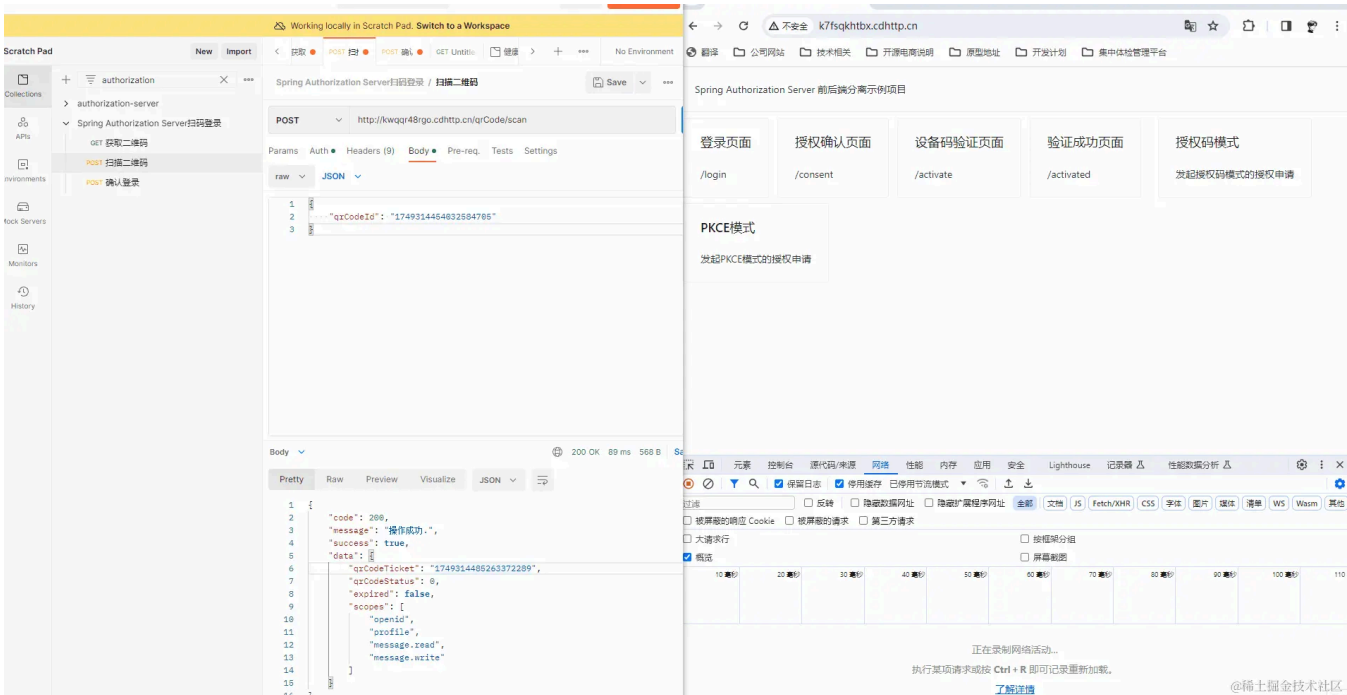 Working locally in Scratch Pad. Switch to a Workspace
Scratch Pad
New
Import
获取
POST 扫描
POST 确认
GET Untitle
健康
No Environment
Collections
APIs
Environments
Mock Servers
Monitors
History
authorization
authorization-server
Spring Authorization Server扫码登录
GET 获取二维码
POST 扫描二维码
POST 确认登录
Spring Authorization Server扫码登录 / 扫描二维码
Save
POST
http://kwqqr48rgo.cdhttp.cn/qrCode/scan
Params Auth Headers (9) Body Pre-req. Tests Settings
raw JSON
1 {
2 "qrCodeId": "1749314454832584705"
3 }
Body
200 OK 89 ms 568 B Sa
Pretty Raw Preview Visualize JSON
1 {
2 "code": 200,
3 "message": "操作成功.",
4 "success": true,
5 "data": {
6 "qrCodeTicket": "1749314485263372289",
7 "qrCodeStatus": 0,
8 "expired": false,
9 "scopes": [
10 "openid",
11 "profile",
12 "message.read",
13 "message.write"
14 ]
15 }
不安全 k7fsqkhtbx.cdhttp.cn
翻译 公司网站 技术相关 开源电商说明 原型地址 开发计划 集中体检管理平台
Spring Authorization Server 前后端分离示例项目
登录页面
/login
授权确认页面
/consent
设备码验证页面
/activate
验证成功页面
/activated
授权码模式
发起授权码模式的授权申请
PKCE模式
发起PKCE模式的授权申请
元素 控制台 源代码/来源 网络 性能 内存 应用 安全 Lighthouse 记录器 性能数据分析
保留日志 停用缓存 已停用节流模式
过滤 反转 隐藏数据网址 隐藏扩展程序网址 全部 文档 JS Fetch/XHR CSS 字体 图片 媒体 清单 WS Wasm 其他
被屏蔽的响应 Cookie 被屏蔽的请求 第三方请求
大请求行 按框架分组
概览 屏幕截图
10 毫秒 20 毫秒 30 毫秒 40 毫秒 50 毫秒 60 毫秒 70 毫秒 80 毫秒 90 毫秒 100 毫秒 110
正在录制网络活动...
执行某项请求或按 Ctrl + R 即可记录重新加载。
了解详情
@稀土掘金技术社区